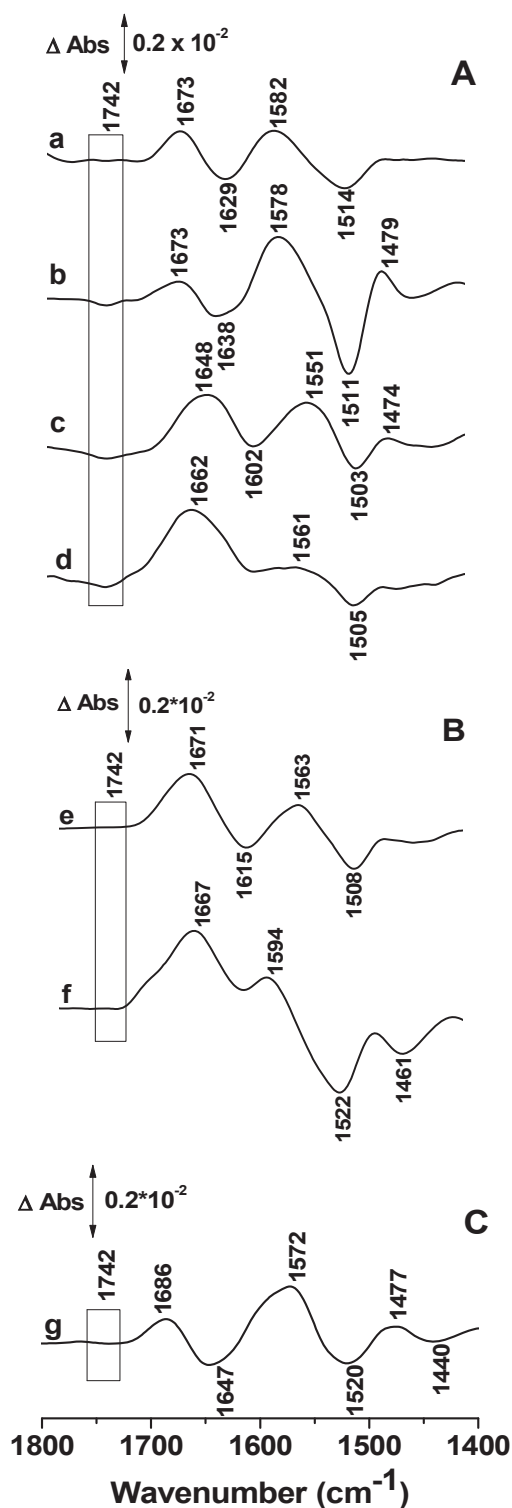 Δ Abs 0.2 x 10⁻²
A
1742
a
1673
1582
1629
1514
b
1673
1578
1479
1638
1511
c
1648
1551
1474
1602
1503
d
1662
1561
1505
Δ Abs 0.2*10⁻²
B
1742
e
1671
1563
1615
1508
f
1667
1594
1522
1461
Δ Abs 0.2*10⁻²
C
1742
g
1686
1572
1477
1647
1520
1440
1800 1700 1600 1500 1400
Wavenumber (cm⁻¹)